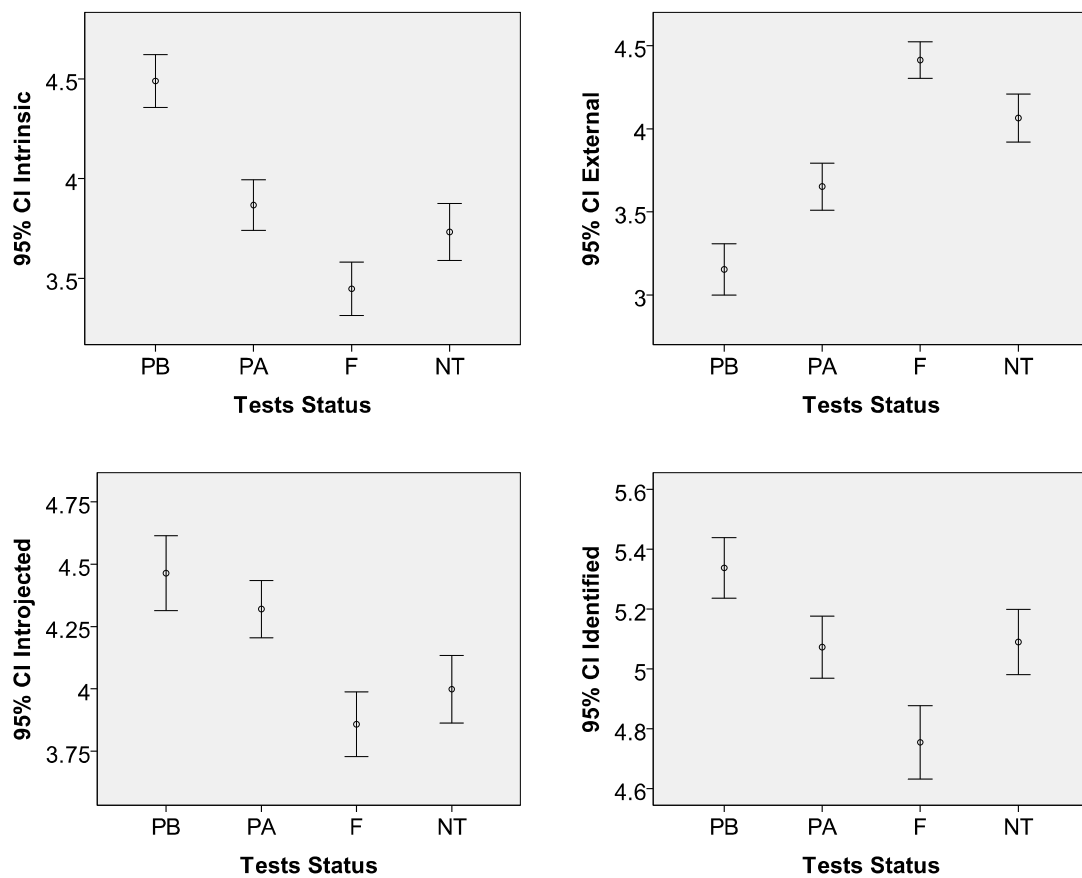 95% CI Intrinsic
4.5
4
3.5
PB PA F NT
Tests Status
95% CI External
4.5
4
3.5
3
PB PA F NT
Tests Status
95% CI Introjected
4.75
4.5
4.25
4
3.75
PB PA F NT
Tests Status
95% CI Identified
5.6
5.4
5.2
5
4.8
4.6
PB PA F NT
Tests Status